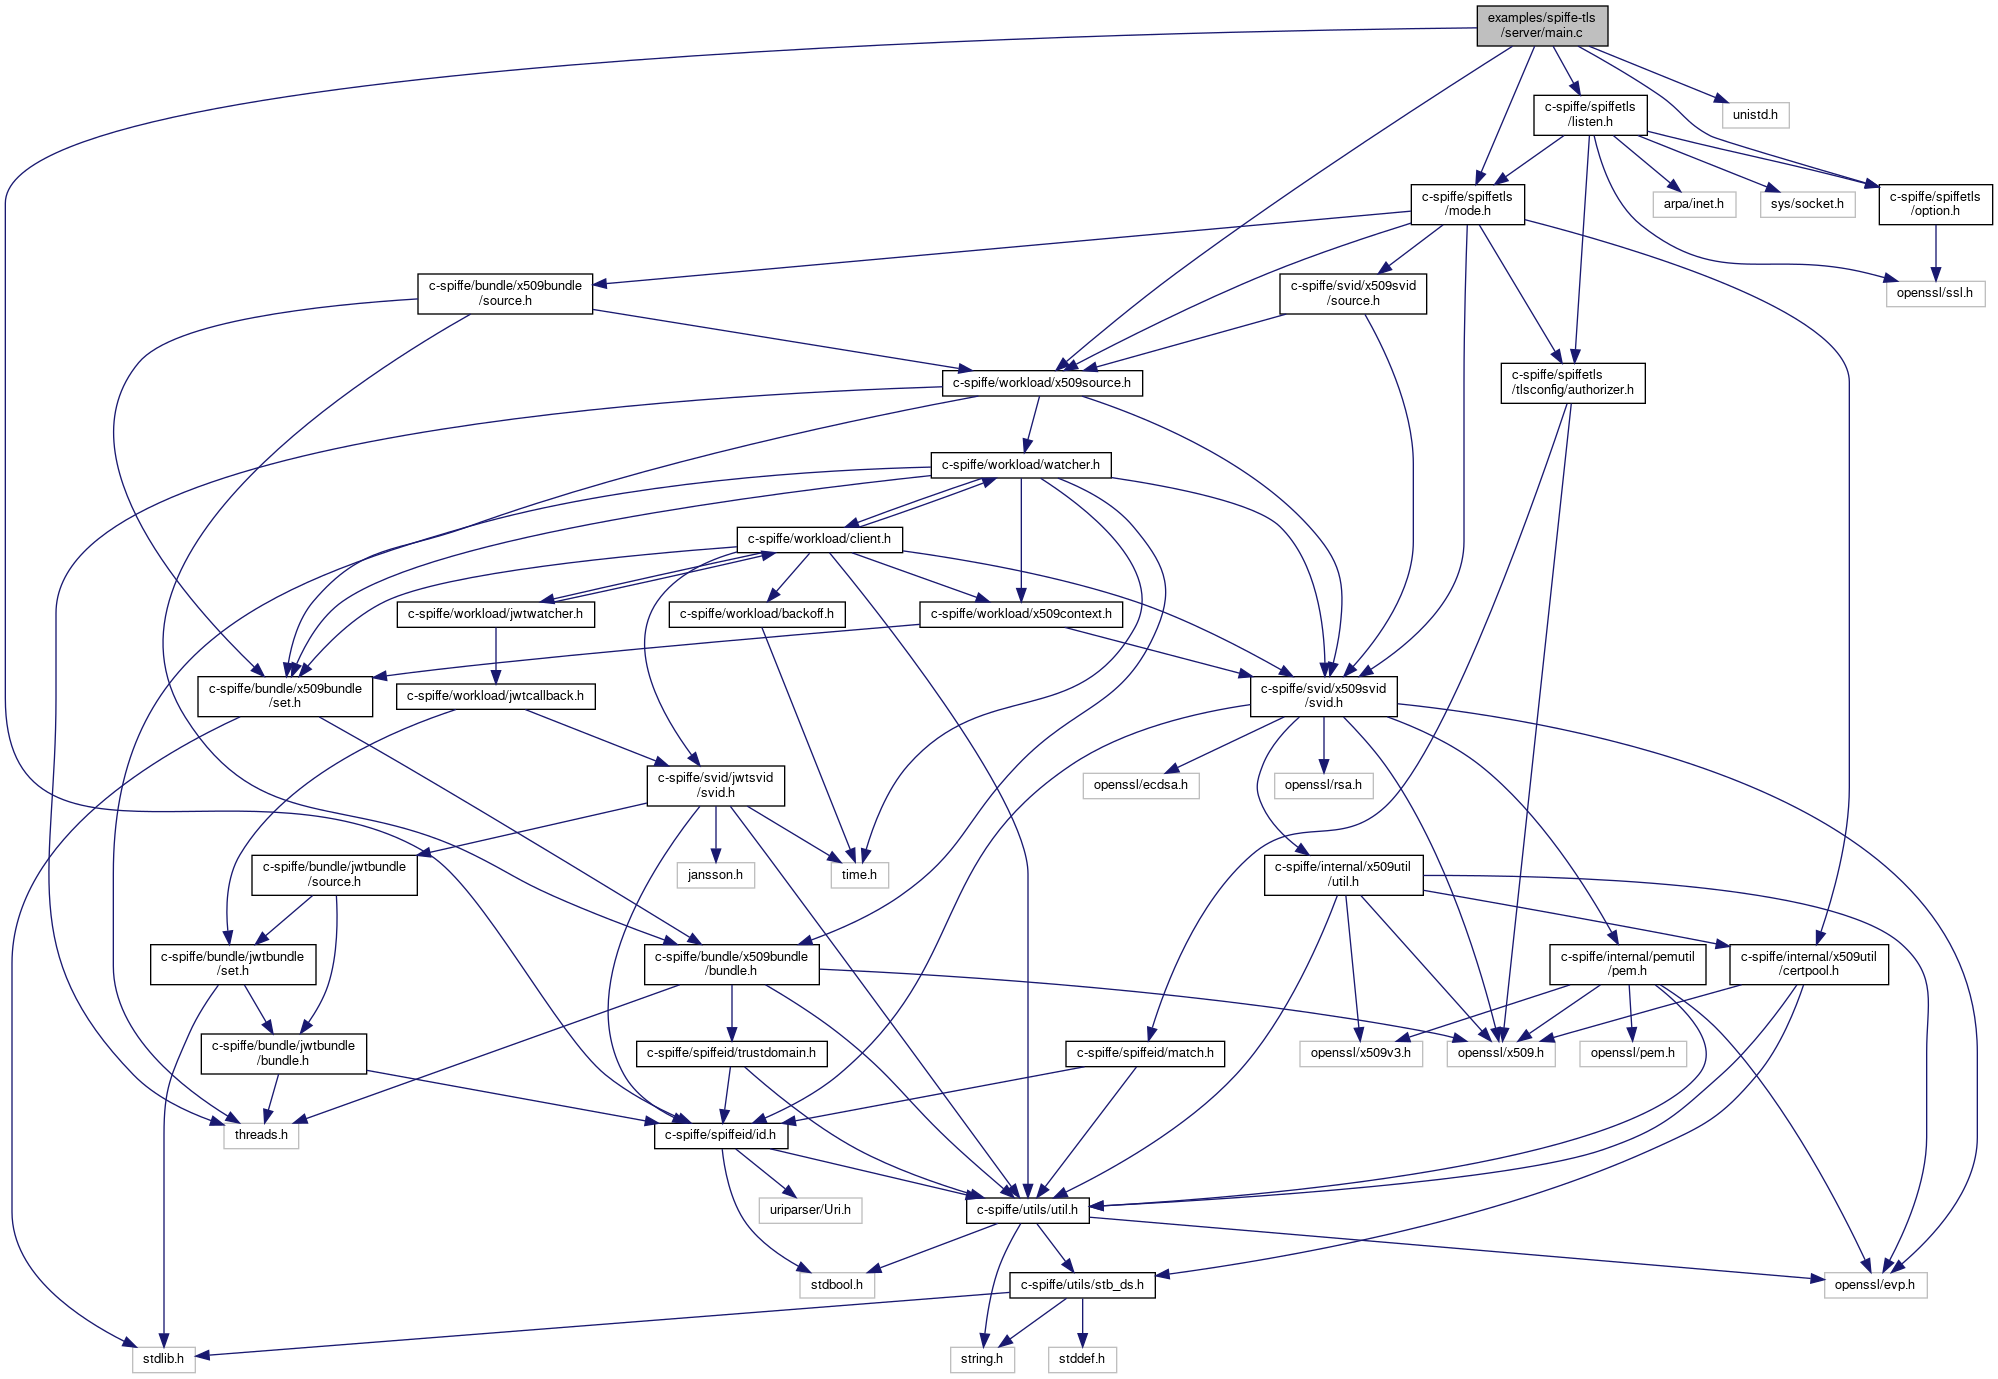 examples/spiffe-tls
/server/main.c
c-spiffe/spiffetls
/listen.h
unistd.h
c-spiffe/spiffetls
/mode.h
arpa/inet.h
sys/socket.h
c-spiffe/spiffetls
/option.h
c-spiffe/bundle/x509bundle
/source.h
c-spiffe/svid/x509svid
/source.h
openssl/ssl.h
c-spiffe/workload/x509source.h
c-spiffe/spiffetls
/tlsconfig/authorizer.h
c-spiffe/workload/watcher.h
c-spiffe/workload/client.h
c-spiffe/workload/jwtwatcher.h
c-spiffe/workload/backoff.h
c-spiffe/workload/x509context.h
c-spiffe/bundle/x509bundle
/set.h
c-spiffe/workload/jwtcallback.h
c-spiffe/svid/x509svid
/svid.h
c-spiffe/svid/jwtsvid
/svid.h
openssl/ecdsa.h
openssl/rsa.h
c-spiffe/bundle/jwtbundle
/source.h
jansson.h
time.h
c-spiffe/internal/x509util
/util.h
c-spiffe/bundle/jwtbundle
/set.h
c-spiffe/bundle/x509bundle
/bundle.h
c-spiffe/internal/pemutil
/pem.h
c-spiffe/internal/x509util
/certpool.h
c-spiffe/bundle/jwtbundle
/bundle.h
c-spiffe/spiffeid/trustdomain.h
c-spiffe/spiffeid/match.h
openssl/x509v3.h
openssl/x509.h
openssl/pem.h
threads.h
c-spiffe/spiffeid/id.h
uriparser/Uri.h
c-spiffe/utils/util.h
stdbool.h
c-spiffe/utils/stb_ds.h
openssl/evp.h
stdlib.h
string.h
stddef.h